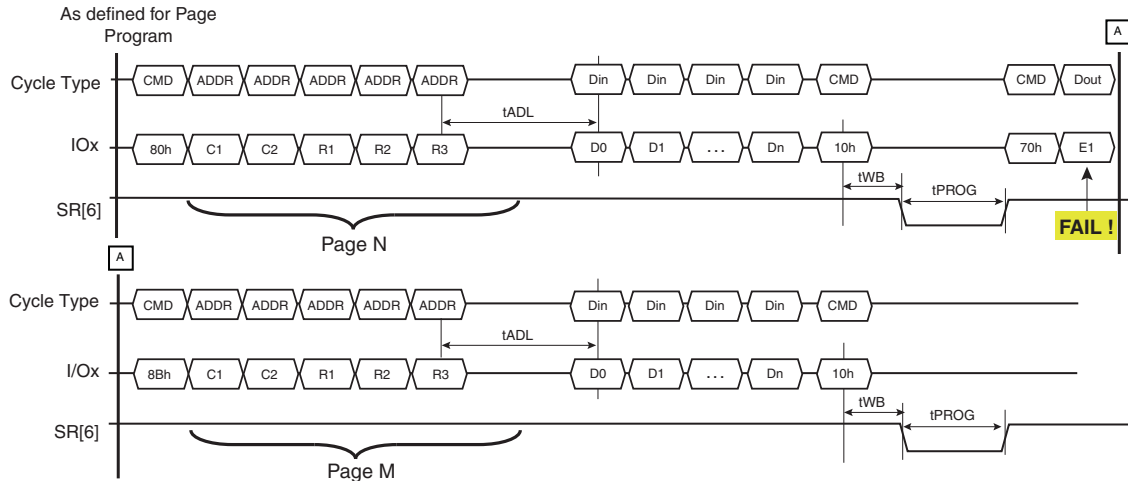 As defined for Page
Program
A
Cycle Type CMD ADDR ADDR ADDR ADDR ADDR Din Din Din Din CMD CMD Dout
tADL
IOx 80h C1 C2 R1 R2 R3 D0 D1 ... Dn 10h 70h E1
tWB tPROG
SR[6]
Page N
FAIL !
A
Cycle Type CMD ADDR ADDR ADDR ADDR ADDR Din Din Din Din CMD
tADL
I/Ox 8Bh C1 C2 R1 R2 R3 D0 D1 ... Dn 10h
tWB tPROG
SR[6]
Page M